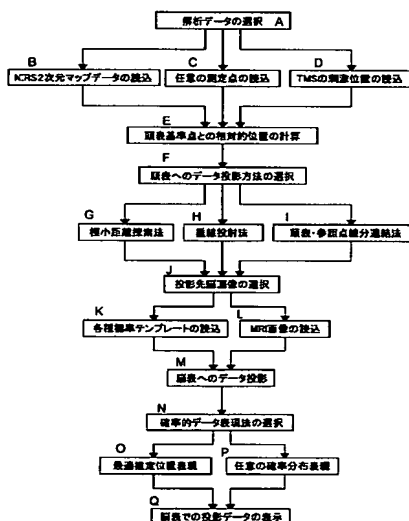 解析データの選択 A
B C D
NIRS2次元マップデータの読込 任意の測定点の読込 TMSの刺激位置の読込
E
頭表基準点との相対的位置の計算
F
頭表へのデータ投影方法の選択
G H I
極小距離探索法 垂線投射法 頭表・参照点線分連結法
J
投影先脳画像の選択
K L
各種標準テンプレートの読込 MRI画像の読込
M
脳表へのデータ投影
N
確率的データ表現法の選択
O P
最適推定位置表現 任意の確率分布表現
Q
脳表での投影データの表示